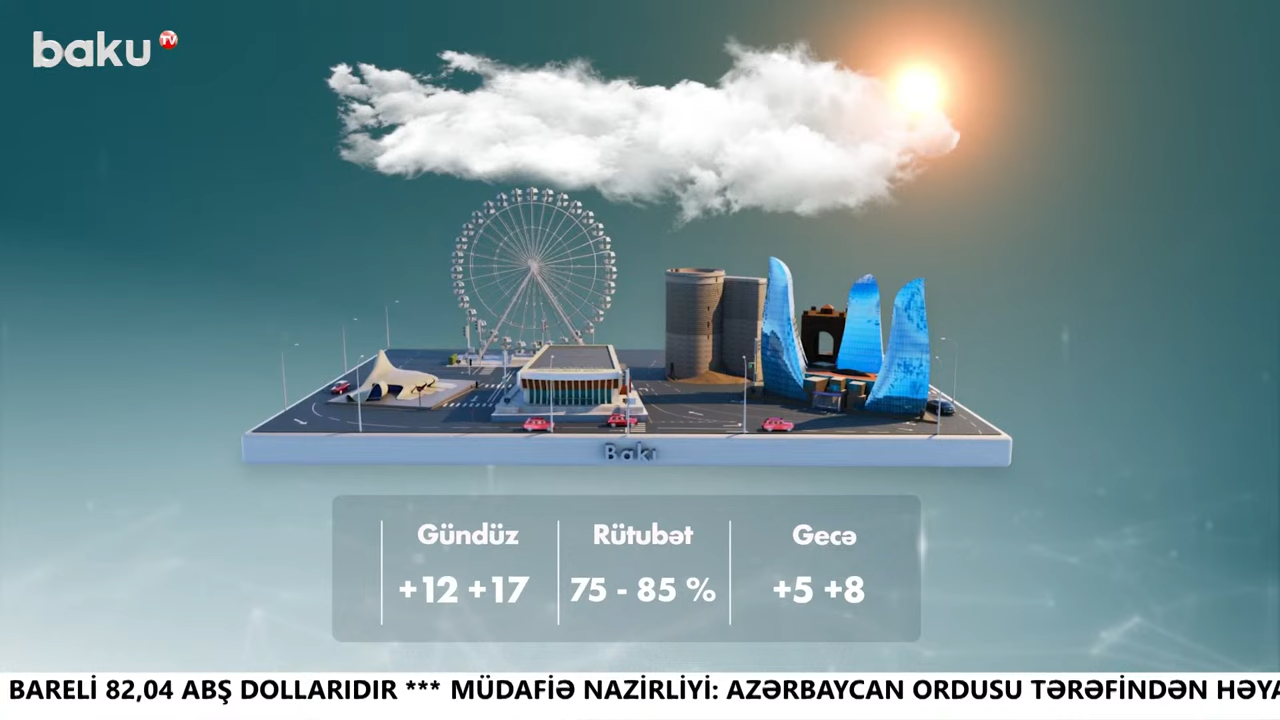 baku TV
Bakı
Gündüz Rütubət Gecə
+12 +17 75 - 85 % +5 +8
BARELİ 82,04 ABŞ DOLLARIDIR *** MÜDAFİƏ NAZİRLİYİ: AZƏRBAYCAN ORDUSU TƏRƏFİNDƏN